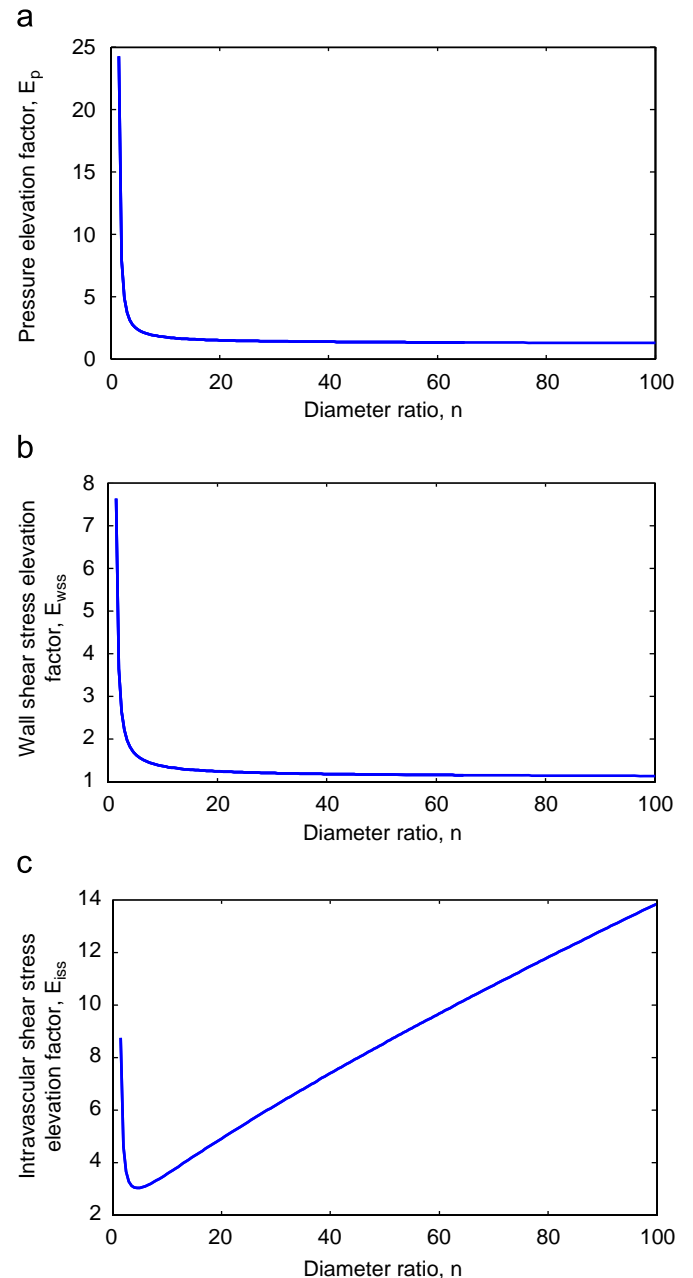 a
25
20
15
10
5
0
Pressure elevation factor, E_p
0 20 40 60 80 100
Diameter ratio, n
b
8
7
6
5
4
3
2
1
Wall shear stress elevation
factor, E_wss
0 20 40 60 80 100
Diameter ratio, n
c
14
12
10
8
6
4
2
Intravascular shear stress
elevation factor, E_iss
0 20 40 60 80 100
Diameter ratio, n